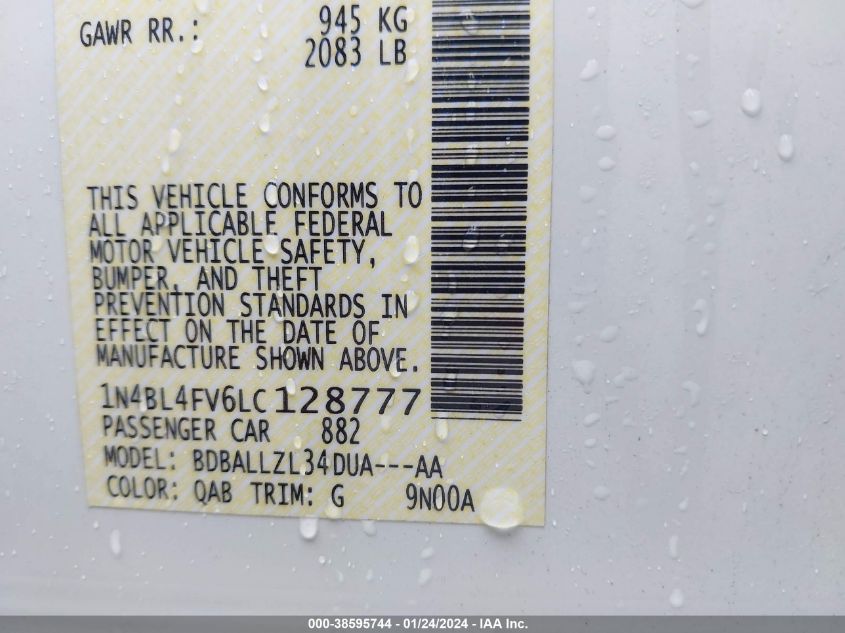 GAWR RR.: 945 KG
2083 LB
THIS VEHICLE CONFORMS TO
ALL APPLICABLE FEDERAL
MOTOR VEHICLE SAFETY,
BUMPER, AND THEFT
PREVENTION STANDARDS IN
EFFECT ON THE DATE OF
MANUFACTURE SHOWN ABOVE.
1N4BL4FV6LC128777
PASSENGER CAR 882
MODEL: BDBALLZL34DUA---AA
COLOR: QAB TRIM: G 9N00A
000-38595744 - 01/24/2024 - IAA Inc.